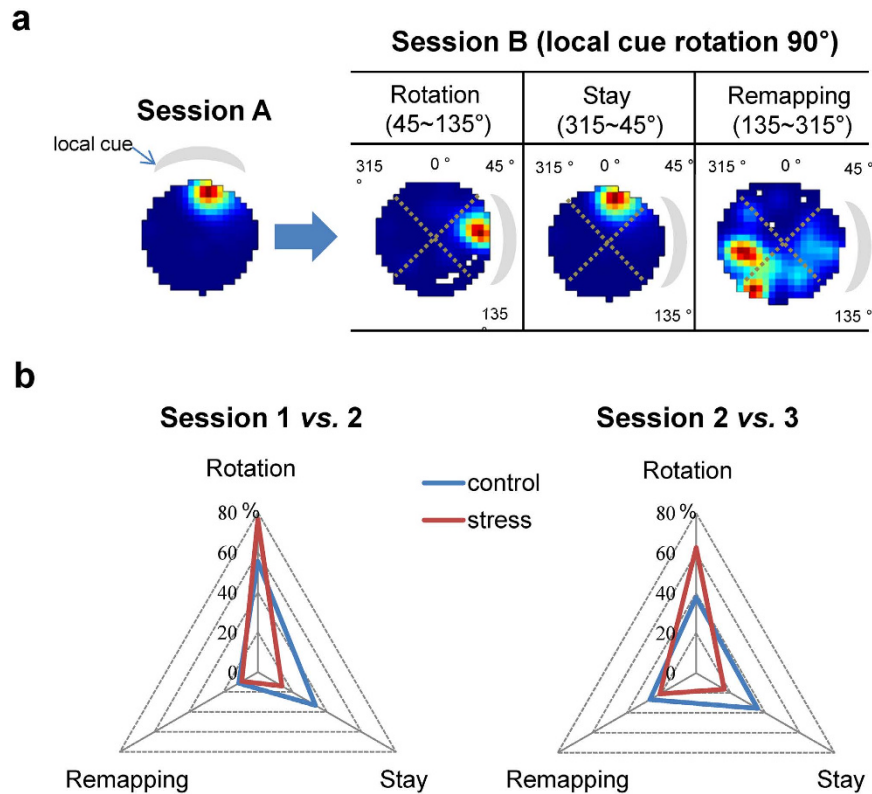 a
Session B (local cue rotation 90°)
Session A
local cue
Rotation
(45~135°)
Stay
(315~45°)
Remapping
(135~315°)
315
°
0 °
45 °
135
°
315 °
0 °
45 °
135 °
315 °
0 °
45 °
135 °
b
Session 1 vs. 2
Rotation
80 %
60
40
20
0
Remapping
Stay
control
stress
Session 2 vs. 3
Rotation
80 %
60
40
20
0
Remapping
Stay